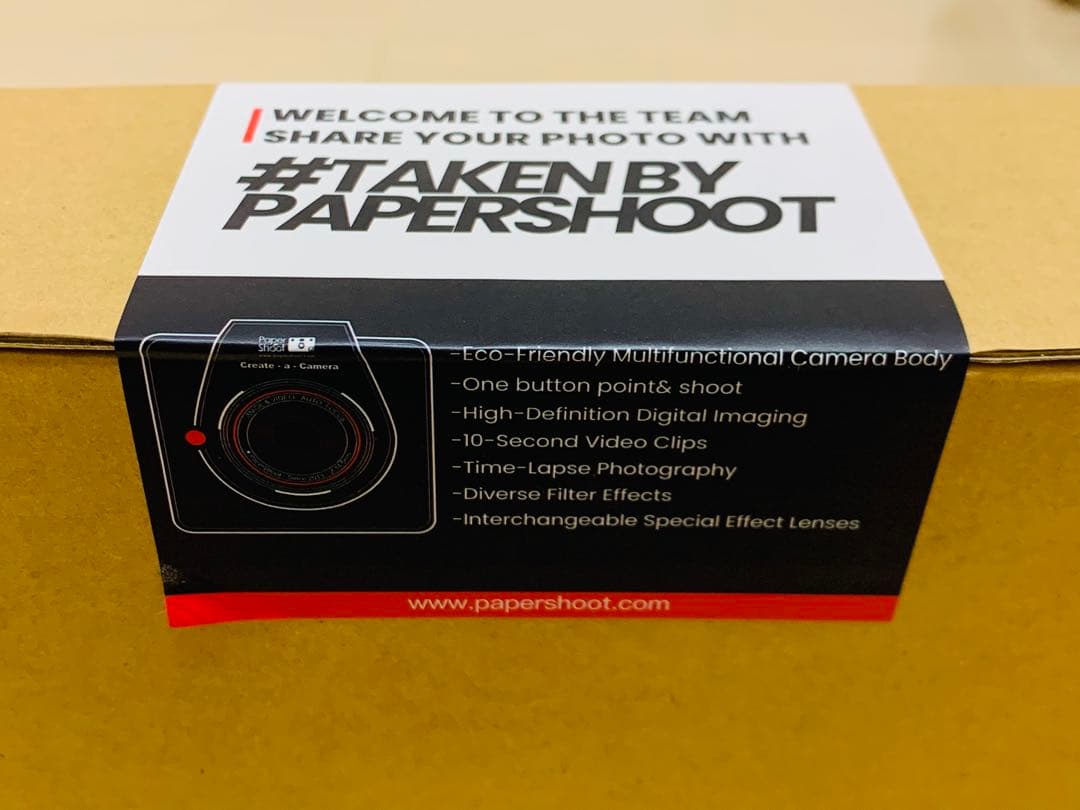 WELCOME TO THE TEAM
SHARE YOUR PHOTO WITH
#TAKEN BY
PAPERSHOOT
Paper
Shoot
Create - a - Camera
-Eco-Friendly Multifunctional Camera Body
-One button point& shoot
-High-Definition Digital Imaging
-10-Second Video Clips
-Time-Lapse Photography
-Diverse Filter Effects
-Interchangeable Special Effect Lenses
www.papershoot.com